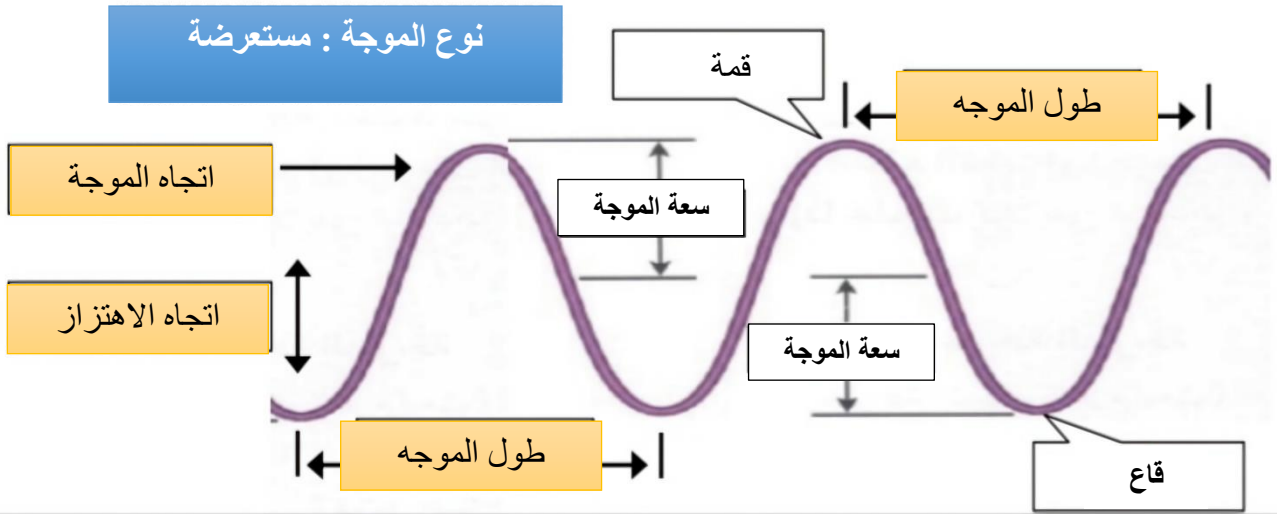 نوع الموجة : مستعرضة
قمة
طول الموجه
اتجاه الموجة
سعة الموجة
اتجاه الاهتزاز
سعة الموجة
طول الموجه
قاع